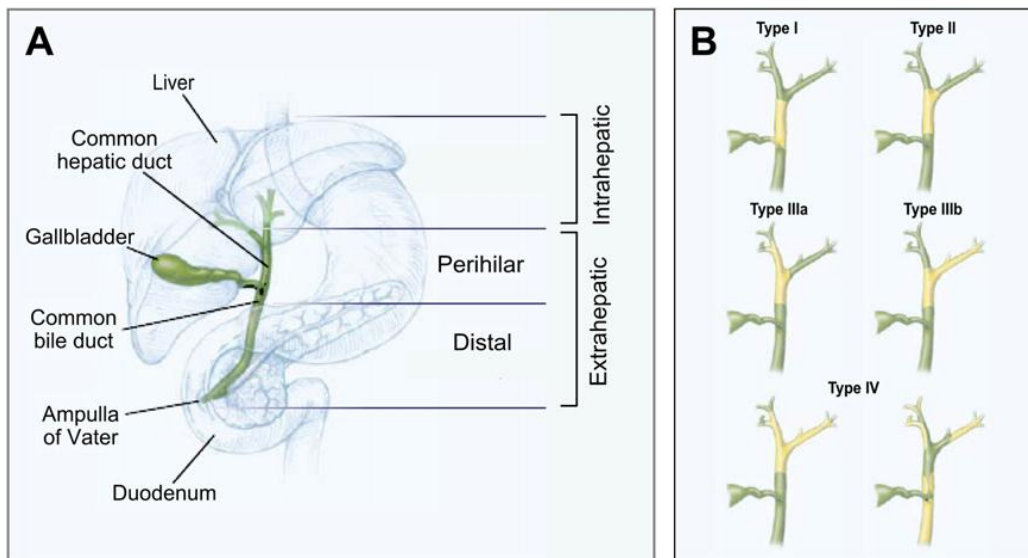 A
Liver
Common
hepatic duct
Gallbladder
Common
bile duct
Ampulla
of Vater
Duodenum
Intrahepatic
Perihilar
Distal
Extrahepatic
B
Type I
Type II
Type IIIa
Type IIIb
Type IV